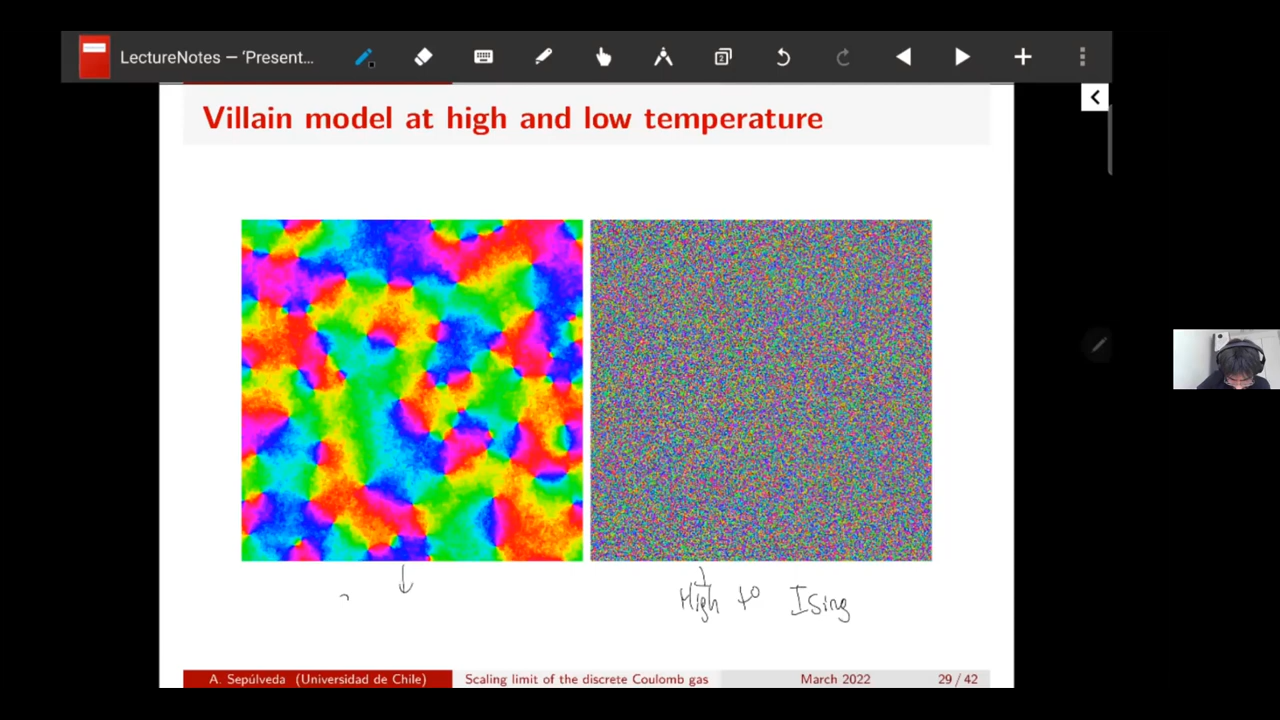 LectureNotes — ‘Present...
2
Villain model at high and low temperature
High to Ising
A. Sepúlveda (Universidad de Chile) Scaling limit of the discrete Coulomb gas March 2022 29 / 42